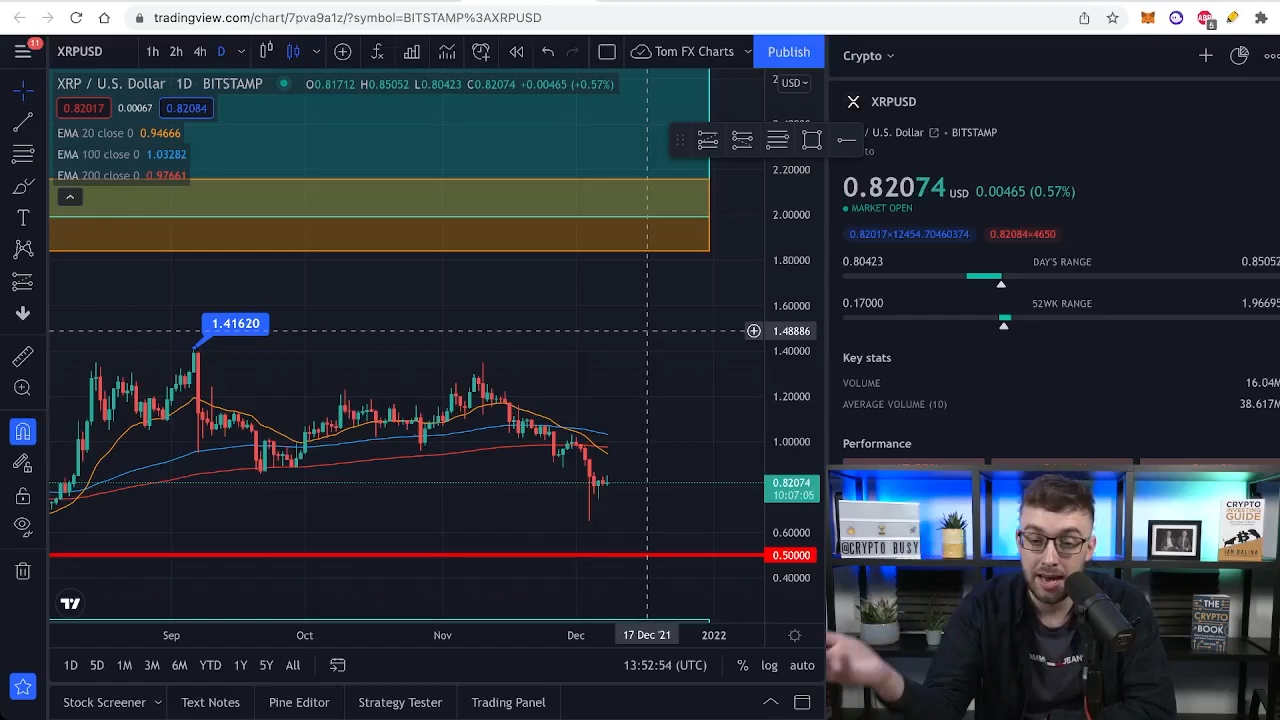 tradingview.com/chart/7pva9a1z/?symbol=BITSTAMP%3AXRPUSD
11
XRPUSD
1h 2h 4h D
Tom FX Charts
Publish
5
XRP / U.S. Dollar 1D BITSTAMP
O0.81712 H0.85052 L0.80423 C0.82074 +0.00465 (+0.57%)
0.82017 0.00067 0.82084
EMA 20 close 0 0.94666
EMA 100 close 0 1.03282
EMA 200 close 0 0.97661
USD
2.20000
2.00000
1.80000
1.60000
1.48886
1.40000
1.20000
1.00000
0.82074
10:07:05
0.60000
0.50000
0.40000
1.41620
Sep Oct Nov Dec 17 Dec '21 2022
1D 5D 1M 3M 6M YTD 1Y 5Y All
13:52:54 (UTC) % log auto
Stock Screener Text Notes Pine Editor Strategy Tester Trading Panel
Crypto
XRPUSD
/ U.S. Dollar • BITSTAMP
0.82074 USD 0.00465 (0.57%)
MARKET OPEN
0.82017×12454.70460374 0.82084×4650
0.80423 DAY'S RANGE 0.85052
0.17000 52WK RANGE 1.96695
Key stats
VOLUME 16.04M
AVERAGE VOLUME (10) 38.617M
Performance
@CRYPTO BUSY
CRYPTO
INVESTING
GUIDE
IAN BALINA
THE
CRYPTO
BOOK
JEANS